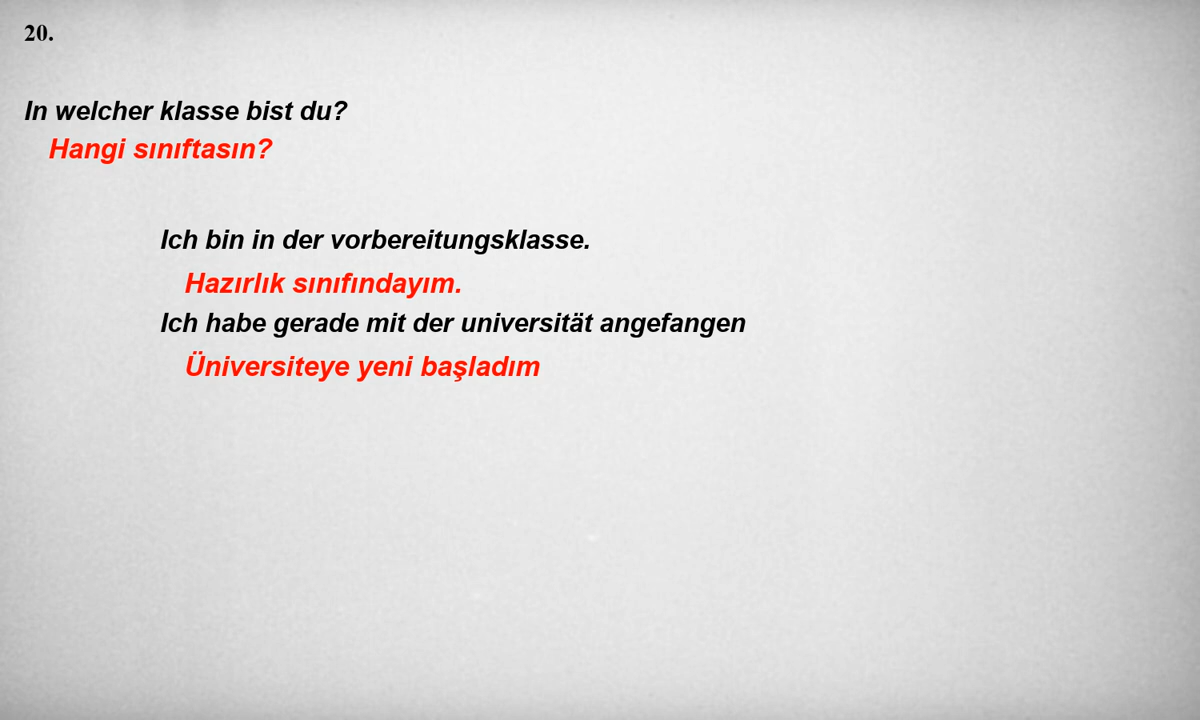 20.
In welcher klasse bist du?
Hangi sınıftasın?
Ich bin in der vorbereitungsklasse.
Hazırlık sınıfındayım.
Ich habe gerade mit der universität angefangen
Üniversiteye yeni başladım